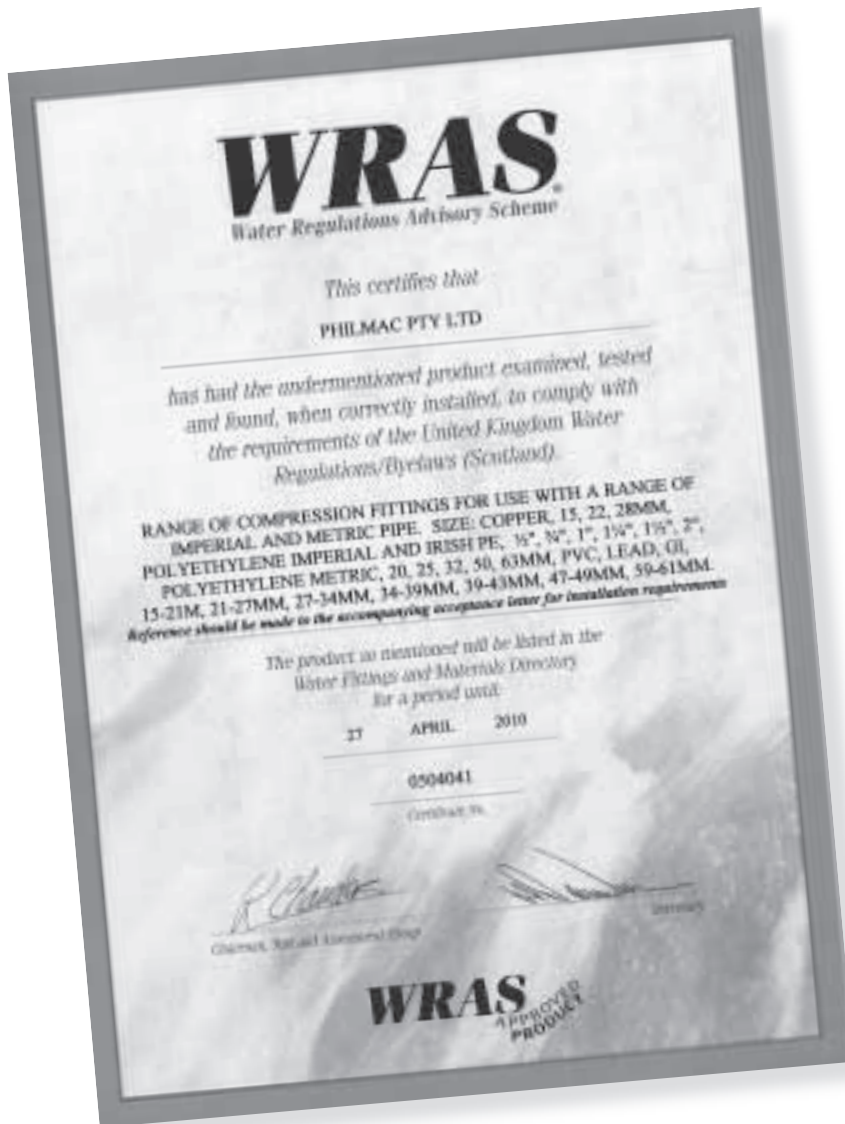 WRAS®
Water Regulations Advisory Scheme
This certifies that
PHILMAC PTY LTD
has had the undermentioned product examined, tested
and found, when correctly installed, to comply with
the requirements of the United Kingdom Water
Regulations/Byelaws (Scotland).
RANGE OF COMPRESSION FITTINGS FOR USE WITH A RANGE OF
IMPERIAL AND METRIC PIPE. SIZE: COPPER, 15, 22, 28MM,
POLYETHYLENE IMPERIAL AND IRISH PE, ½", ¾", 1", 1¼", 1½", 2",
POLYETHYLENE METRIC, 20, 25, 32, 50, 63MM, PVC, LEAD, GI,
15-21M, 21-27MM, 27-34MM, 34-39MM, 39-43MM, 47-49MM, 59-61MM.
Reference should be made to the accompanying acceptance letter for installation requirements
The product so mentioned will be listed in the
Water Fittings and Materials Directory
for a period until:
27 APRIL 2010
0504041
Certificate No.
Chairman,
Secretary
WRAS
APPROVED
PRODUCT